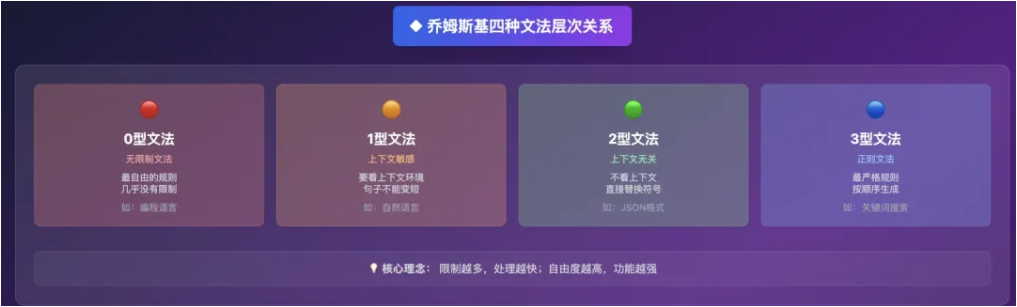 ◆ 乔姆斯基四种文法层次关系
0型文法
无限制文法
最自由的规则
几乎没有限制
如：编程语言
1型文法
上下文敏感
要看上下文环境
句子不能变短
如：自然语言
2型文法
上下文无关
不看上下文
直接替换符号
如：JSON格式
3型文法
正则文法
最严格规则
按顺序生成
如：关键词搜索
💡 核心理念： 限制越多，处理越快；自由度越高，功能越强